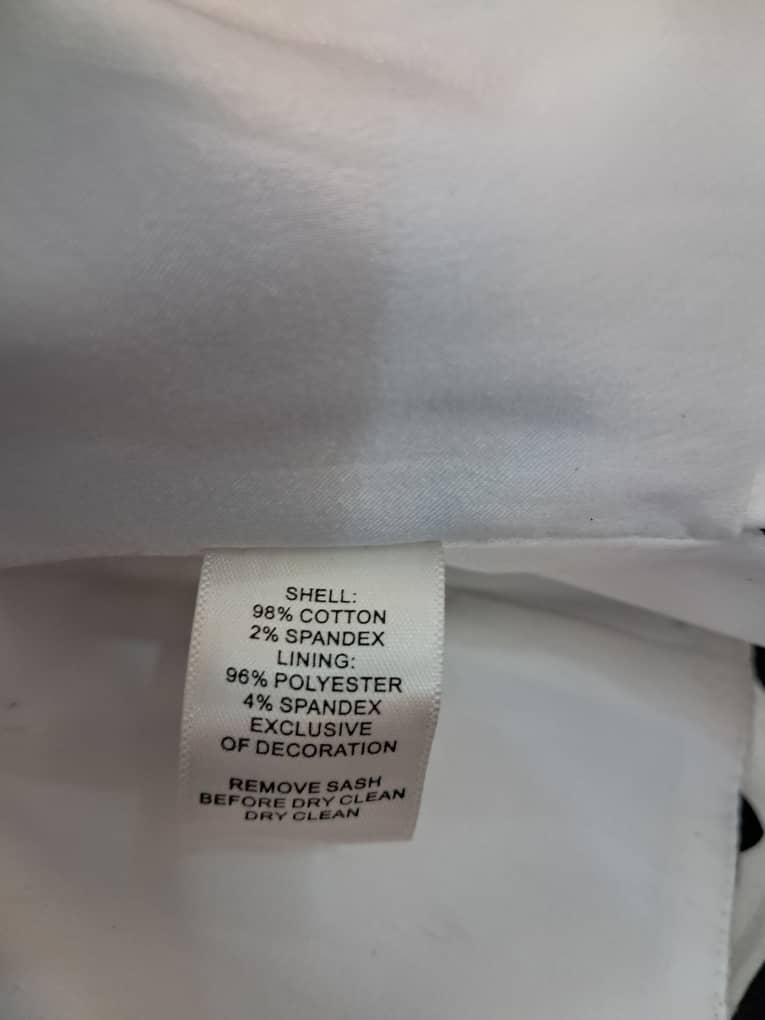 SHELL:
98% COTTON
2% SPANDEX
LINING:
96% POLYESTER
4% SPANDEX
EXCLUSIVE
OF DECORATION
REMOVE SASH
BEFORE DRY CLEAN
DRY CLEAN